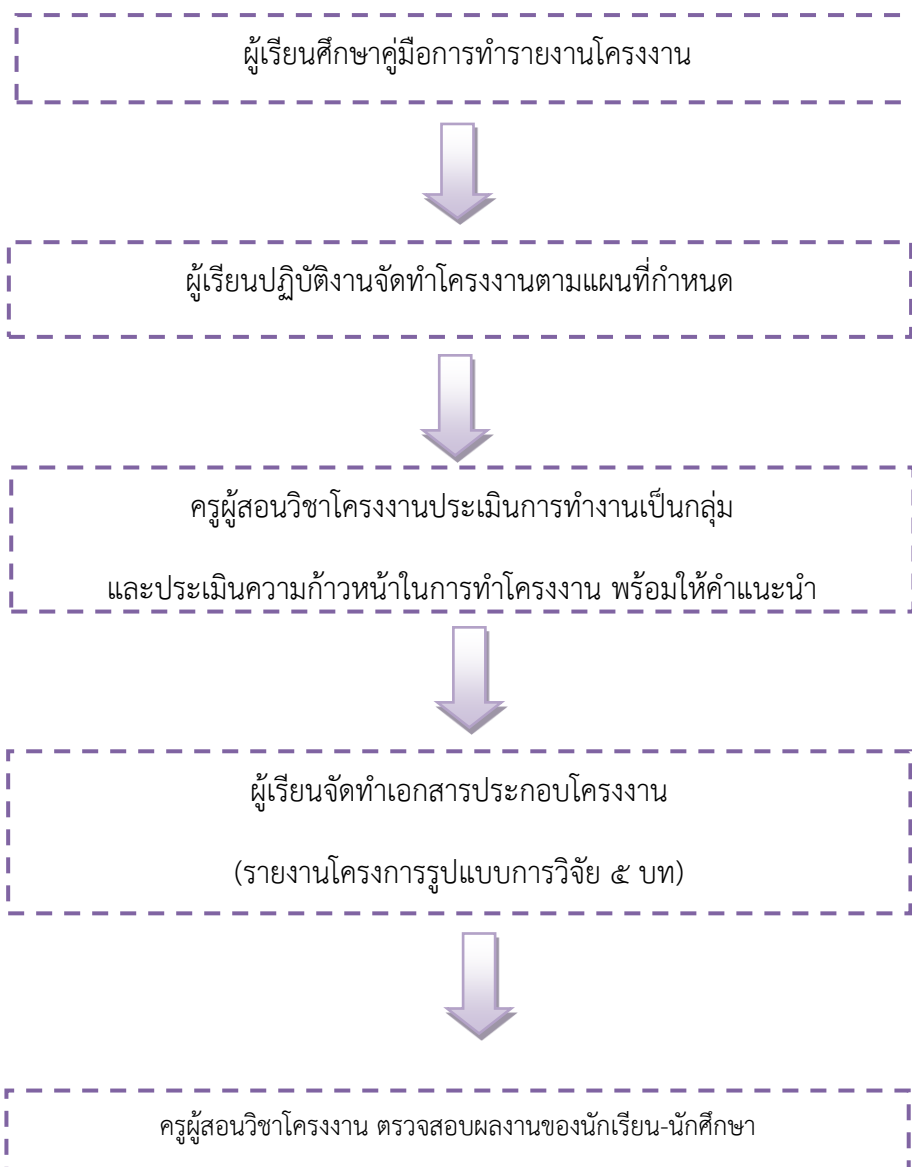 ผู้เรียนศึกษาคู่มือการทำรายงานโครงงาน
ผู้เรียนปฏิบัติงานจัดทำโครงงานตามแผนที่กำหนด
ครูผู้สอนวิชาโครงงานประเมินการทำงานเป็นกลุ่ม
และประเมินความก้าวหน้าในการทำโครงงาน พร้อมให้คำแนะนำ
ผู้เรียนจัดทำเอกสารประกอบโครงงาน
(รายงานโครงการรูปแบบการวิจัย ๕ บท)
ครูผู้สอนวิชาโครงงาน ตรวจสอบผลงานของนักเรียน-นักศึกษา